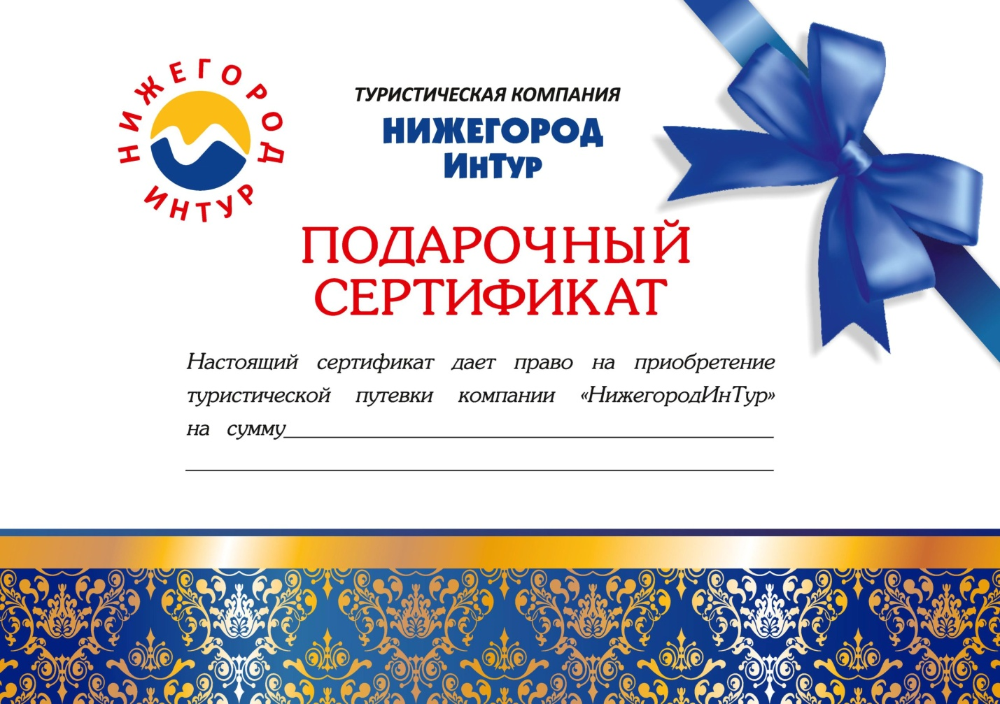 НИЖЕГОРОД
ИНТУР
ТУРИСТИЧЕСКАЯ КОМПАНИЯ
НИЖЕГОРОД
ИнТур
ПОДАРОЧНЫЙ
СЕРТИФИКАТ
Настоящий сертификат дает право на приобретение
туристической путевки компании «НижегородИнТур»
на сумму